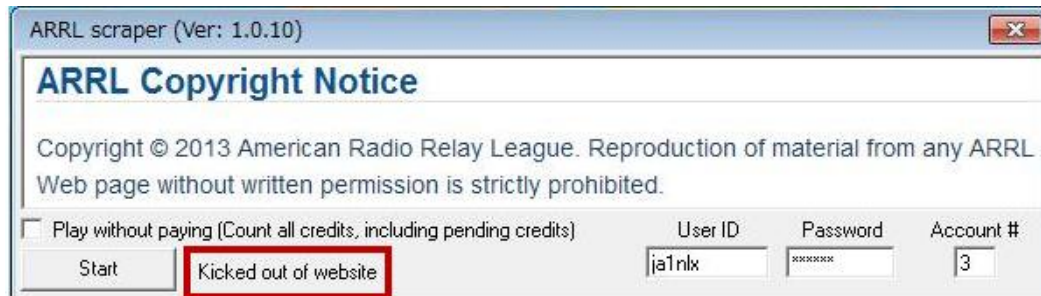 ARRL scraper (Ver: 1.0.10)
ARRL Copyright Notice
Copyright © 2013 American Radio Relay League. Reproduction of material from any ARRL
Web page without written permission is strictly prohibited.
Play without paying (Count all credits, including pending credits)
User ID Password Account #
Start Kicked out of website ja1nlx ****** 3